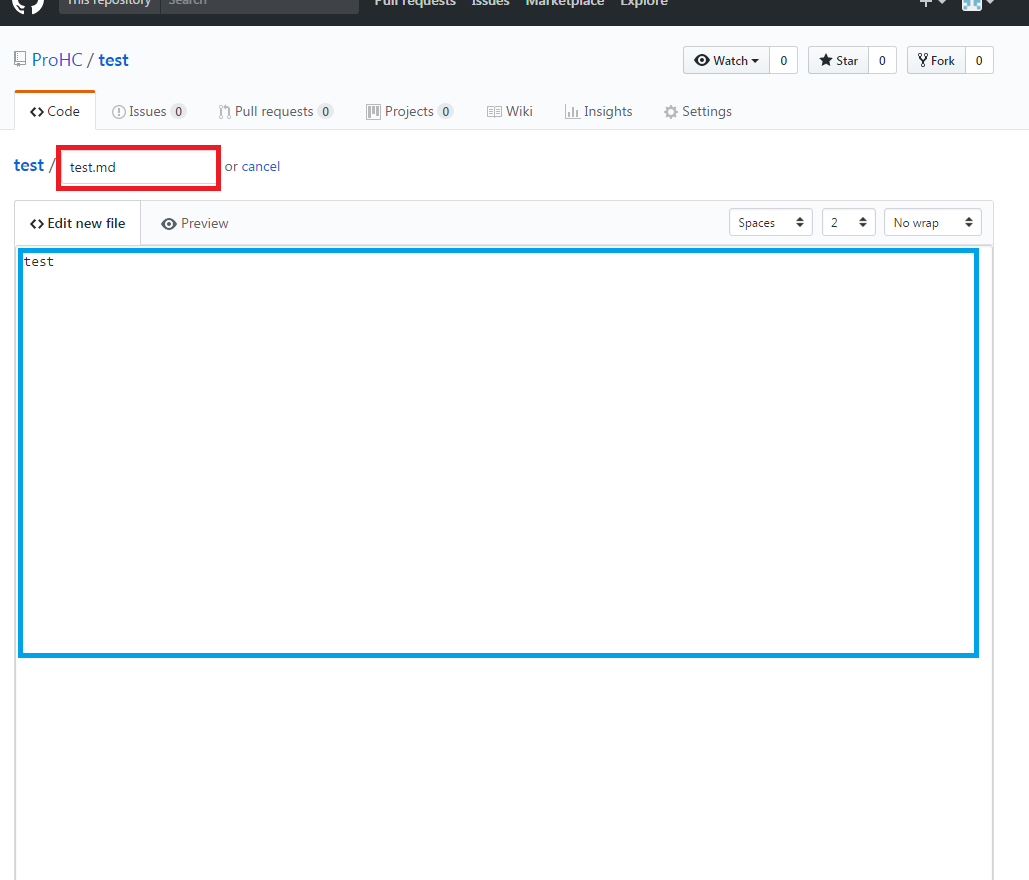 This repository Search Pull requests Issues Marketplace Explore
ProHC / test Watch 0 Star 0 Fork 0
Code Issues 0 Pull requests 0 Projects 0 Wiki Insights Settings
test / test.md or cancel
Edit new file Preview Spaces 2 No wrap
test